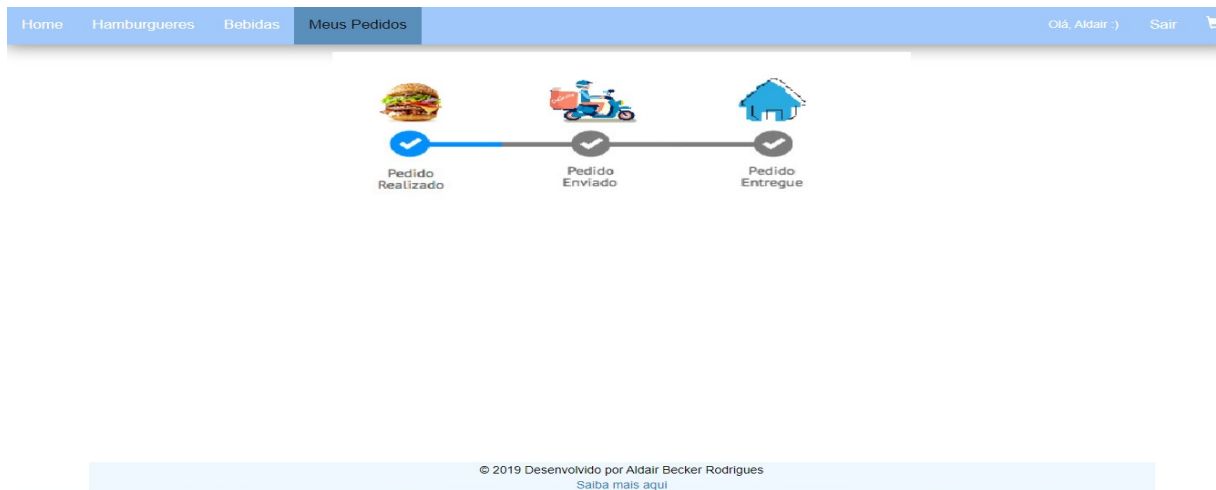 Home Hamburgueres Bebidas Meus Pedidos Olá, Aldair :) Sair
Pedido
Realizado
Pedido
Enviado
Pedido
Entregue
© 2019 Desenvolvido por Aldair Becker Rodrigues
Saiba mais aqui